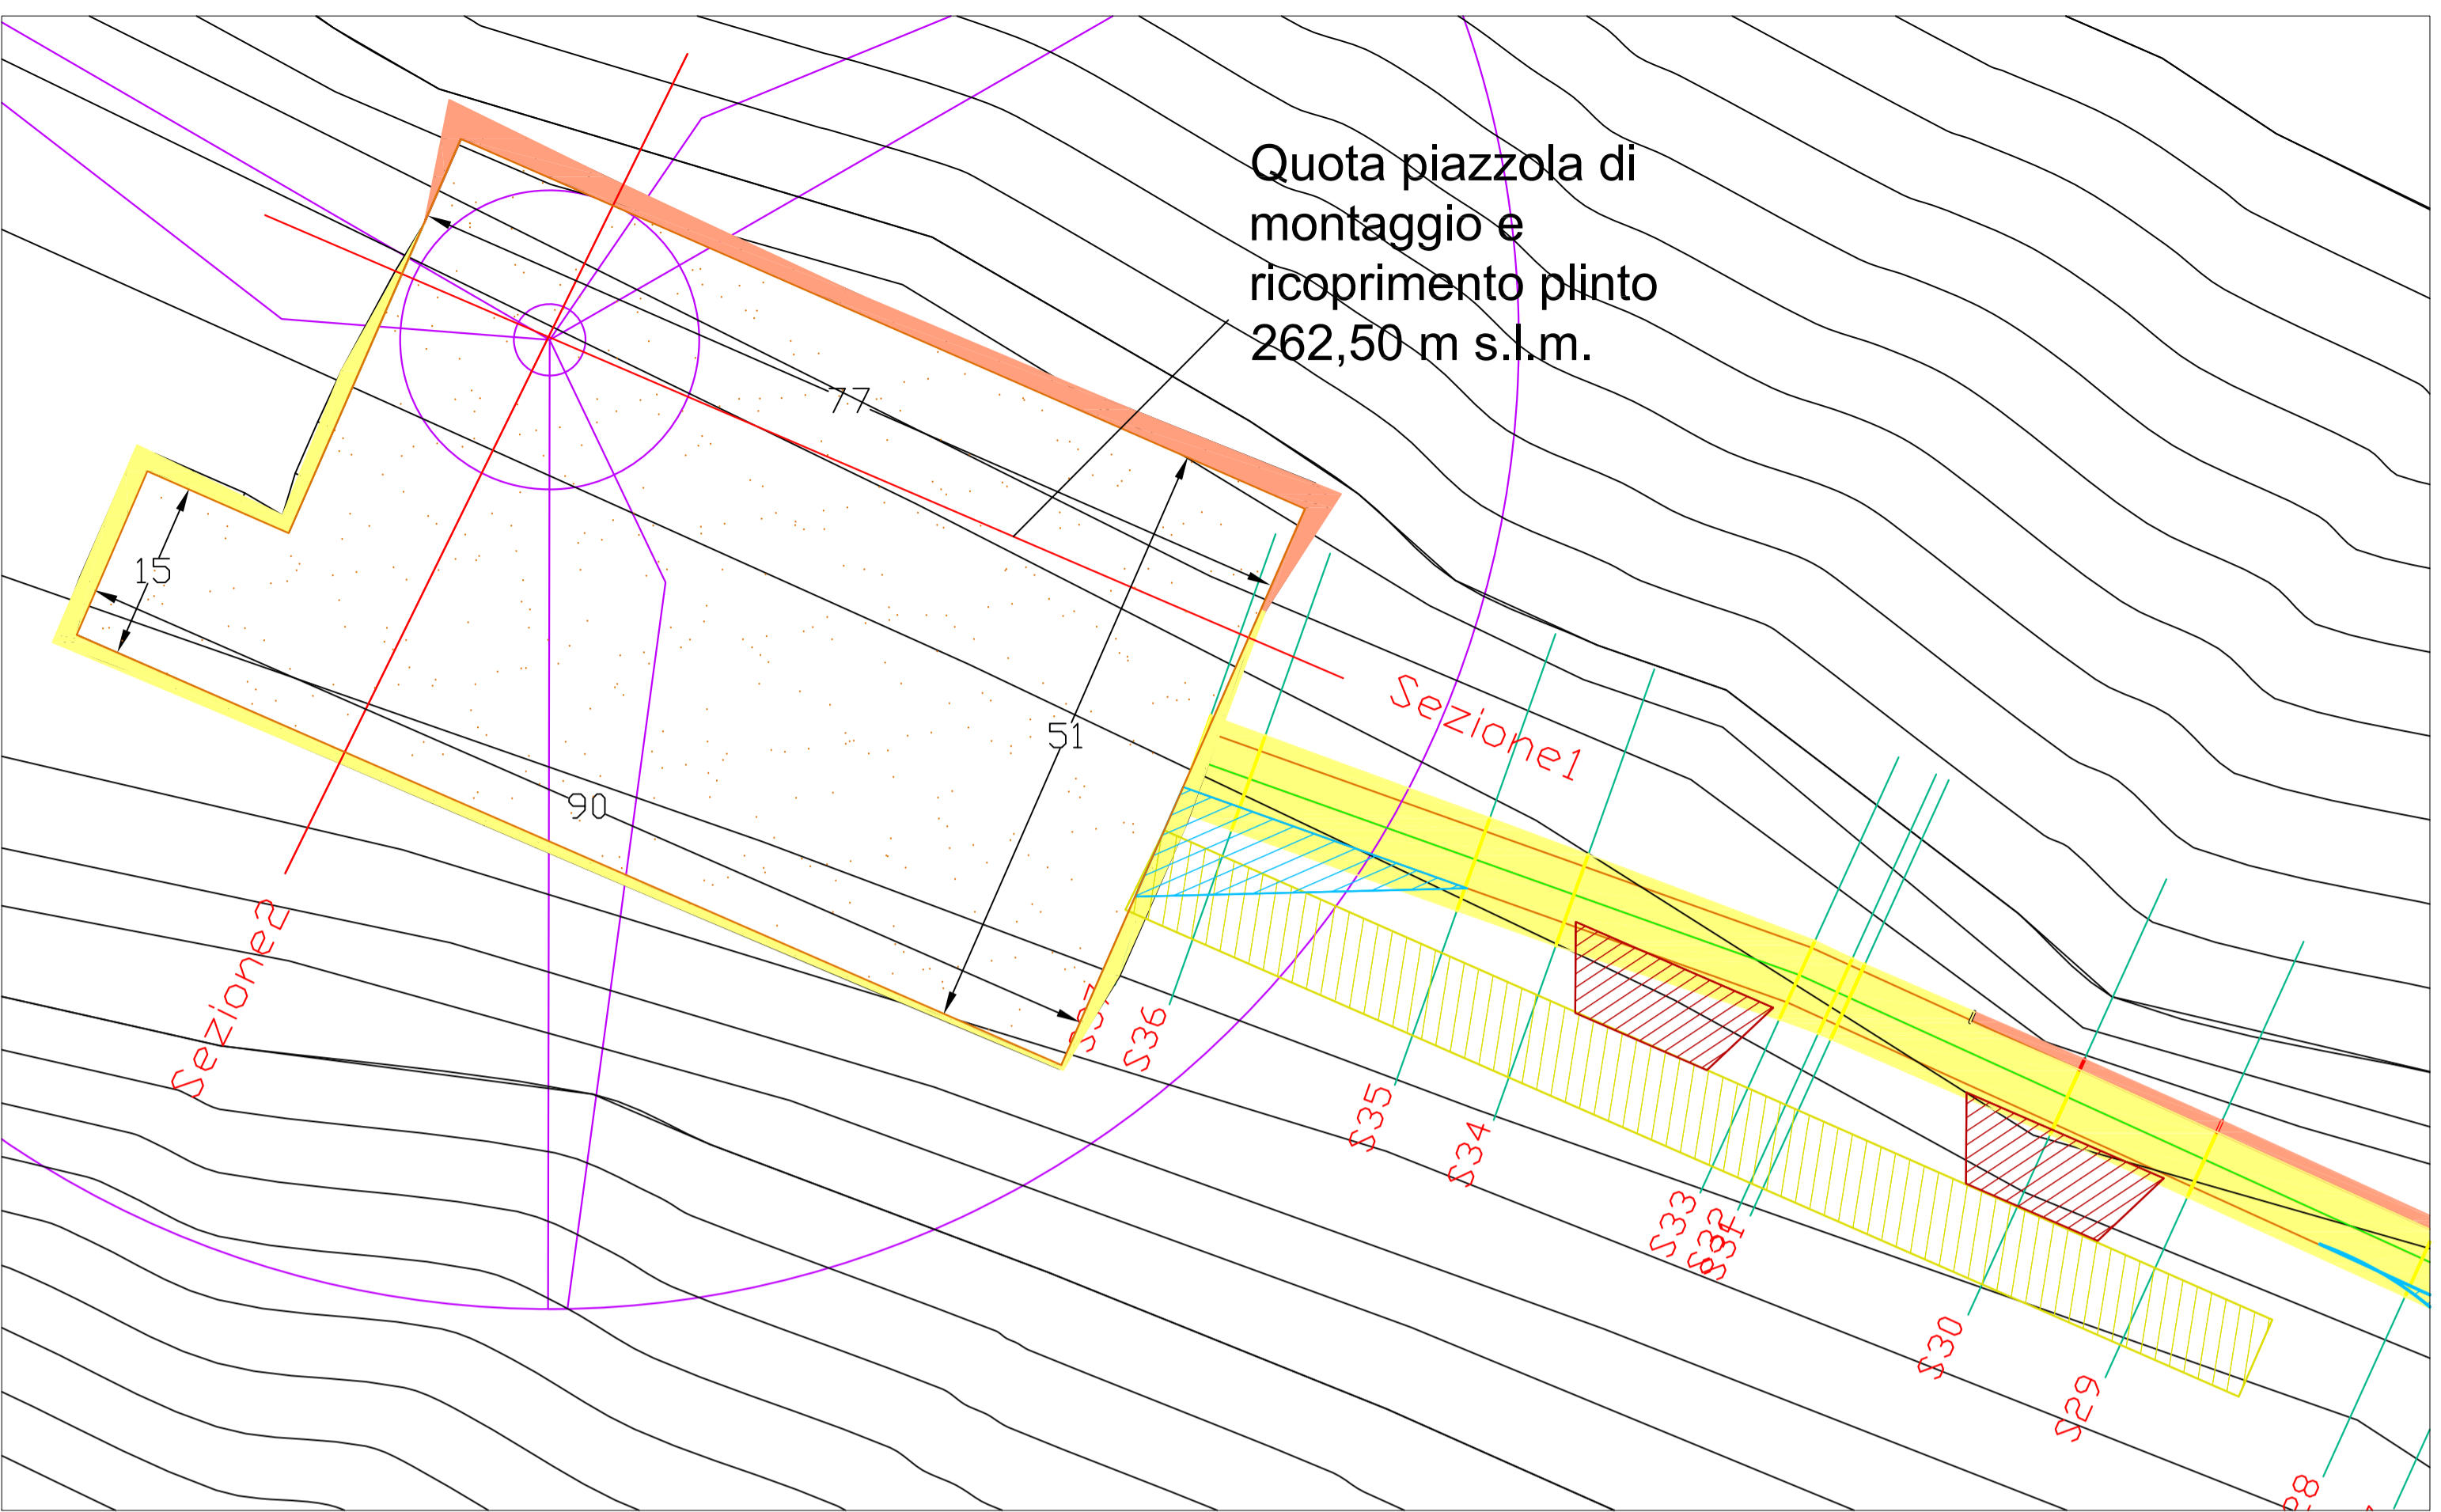 Quota piazzola di
montaggio e
ricoprimento plinto
262,50 m s.l.m.
77
15
51
90
Sezione1
Sezione2
S36
S35
S34
S33
S31
S30
S29